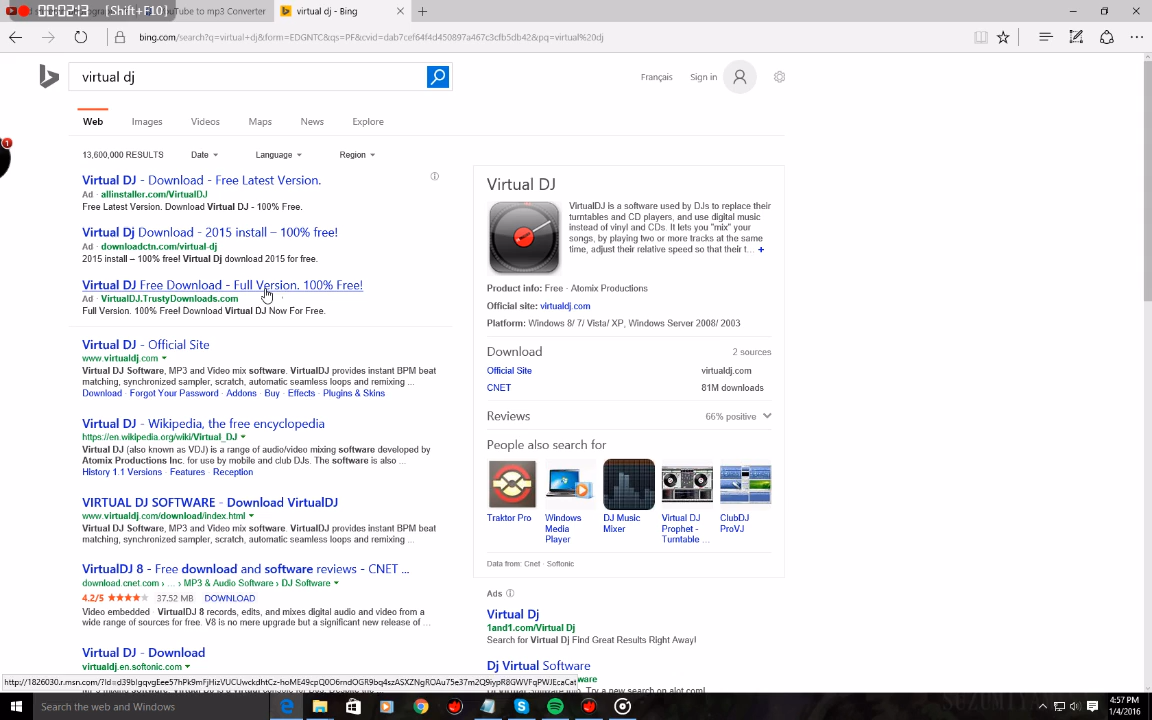 00:02:13 [Shift+F10]
YouTube to mp3 Converter
virtual dj - Bing
bing.com/search?q=virtual+dj&form=EDGNTC&qs=PF&cvid=dab7cef64f4d450897a467c3cfb5db42&pq=virtual%20dj
virtual dj
Français
Sign in
Web
Images
Videos
Maps
News
Explore
13,600,000 RESULTS
Date
Language
Region
1
Virtual DJ - Download - Free Latest Version.
Ad · allinstaller.com/VirtualDJ
Free Latest Version. Download Virtual DJ - 100% Free.
Virtual Dj Download - 2015 install – 100% free!
Ad · downloadctn.com/virtual-dj
2015 install – 100% free! Virtual Dj download 2015 for free.
Virtual DJ Free Download - Full Version. 100% Free!
Ad · VirtualDJ.TrustyDownloads.com
Full Version. 100% Free! Download Virtual DJ Now For Free.
Virtual DJ - Official Site
www.virtualdj.com
Virtual DJ Software, MP3 and Video mix software. VirtualDJ provides instant BPM beat
matching, synchronized sampler, scratch, automatic seamless loops and remixing ...
Download · Forgot Your Password · Addons · Buy · Effects · Plugins & Skins
Virtual DJ - Wikipedia, the free encyclopedia
https://en.wikipedia.org/wiki/Virtual_DJ
Virtual DJ (also known as VDJ) is a range of audio/video mixing software developed by
Atomix Productions Inc. for use by mobile and club DJs. The software is also ...
History 1.1 Versions · Features · Reception
VIRTUAL DJ SOFTWARE - Download VirtualDJ
www.virtualdj.com/download/index.html
Virtual DJ Software, MP3 and Video mix software. VirtualDJ provides instant BPM beat
matching, synchronized sampler, scratch, automatic seamless loops and remixing ...
VirtualDJ 8 - Free download and software reviews - CNET ...
download.cnet.com › ... › MP3 & Audio Software › DJ Software
4.2/5
37.52 MB
DOWNLOAD
Video embedded · VirtualDJ 8 records, edits, and mixes digital audio and video from a
wide range of sources for free. V8 is no mere upgrade but a significant new release of ...
Virtual DJ - Download
virtualdj.en.softonic.com
Virtual DJ
VirtualDJ is a software used by DJs to replace their
turntables and CD players, and use digital music
instead of vinyl and CDs. It lets you "mix" your
songs, by playing two or more tracks at the same
time, adjust their relative speed so that their t... +
Product info: Free · Atomix Productions
Official site: virtualdj.com
Platform: Windows 8/ 7/ Vista/ XP, Windows Server 2008/ 2003
Download
2 sources
Official Site
virtualdj.com
CNET
81M downloads
Reviews
66% positive
People also search for
Traktor Pro
Windows
Media
Player
DJ Music
Mixer
Virtual DJ
Prophet -
Turntable ...
ClubDJ
ProVJ
Data from: Cnet · Softonic
Ads
Virtual Dj
1and1.com/Virtual Dj
Search for Virtual Dj Find Great Results Right Away!
Dj Virtual Software
Search the web and Windows
4:57 PM
1/4/2016